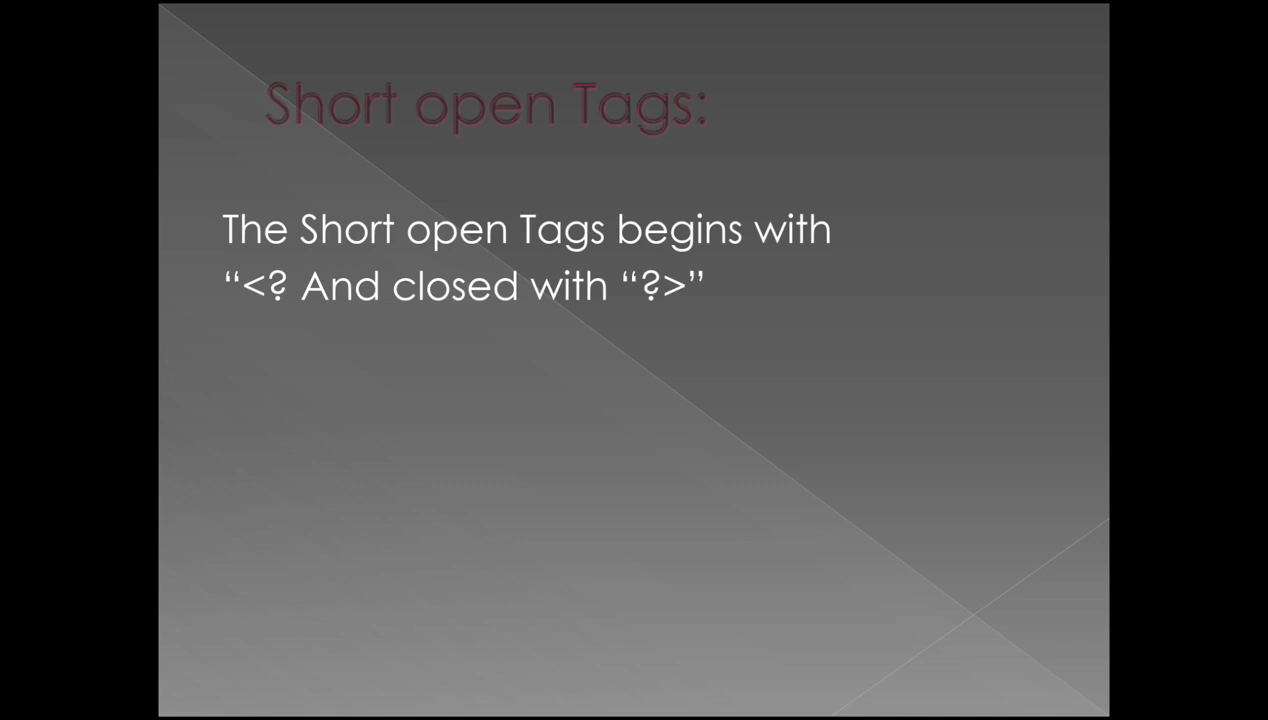 Short open Tags:
The Short open Tags begins with
“<? And closed with “?>”